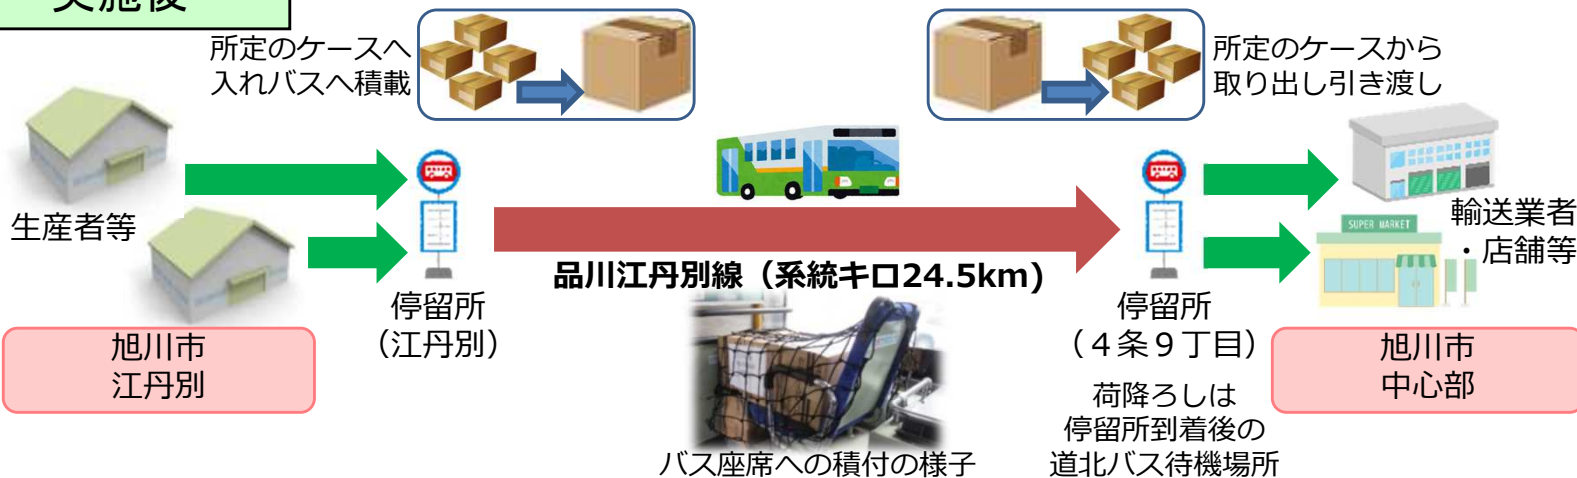 実施後
所定のケースへ
入れバスへ積載
所定のケースから
取り出し引き渡し
生産者等
SUPER MARKET
輸送業者
・店舗等
品川江丹別線（系統キロ24.5km)
停留所
（江丹別）
停留所
（４条９丁目）
旭川市
江丹別
旭川市
中心部
荷降ろしは
停留所到着後の
道北バス待機場所
バス座席への積付の様子